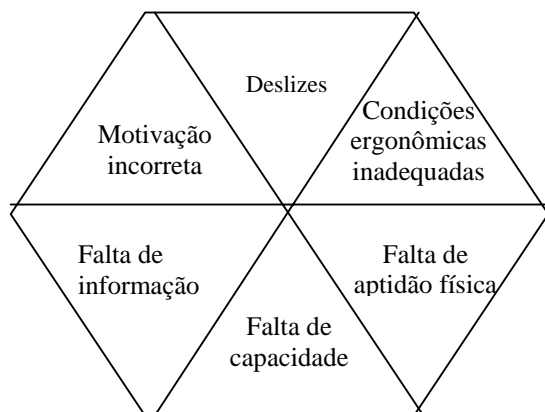 Deslizes
Motivação
incorreta
Condições
ergonômicas
inadequadas
Falta de
informação
Falta de
capacidade
Falta de
aptidão física